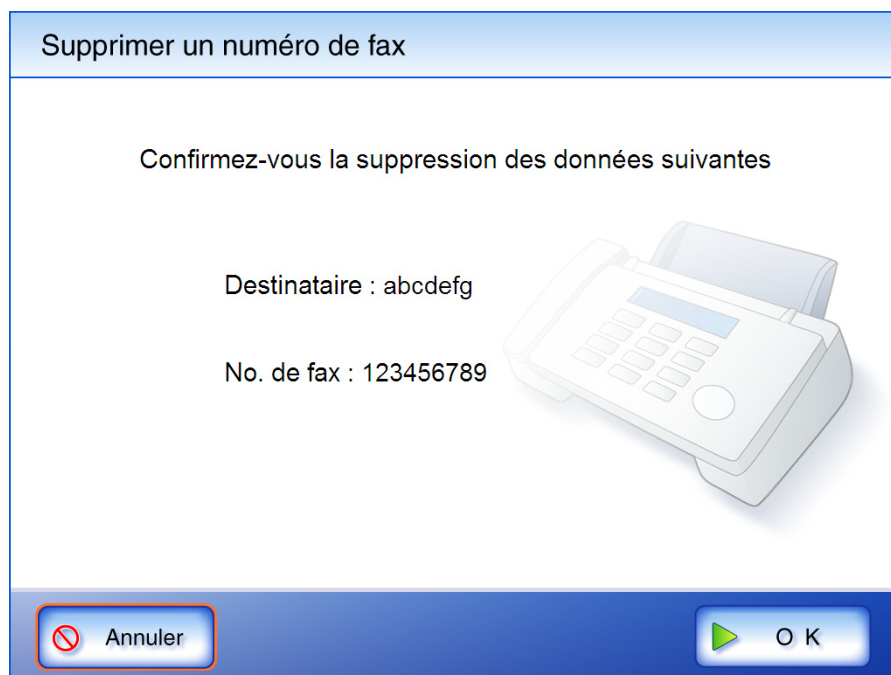 Supprimer un numéro de fax
Confirmez-vous la suppression des données suivantes
Destinataire : abcdefg
No. de fax : 123456789
Annuler
O K